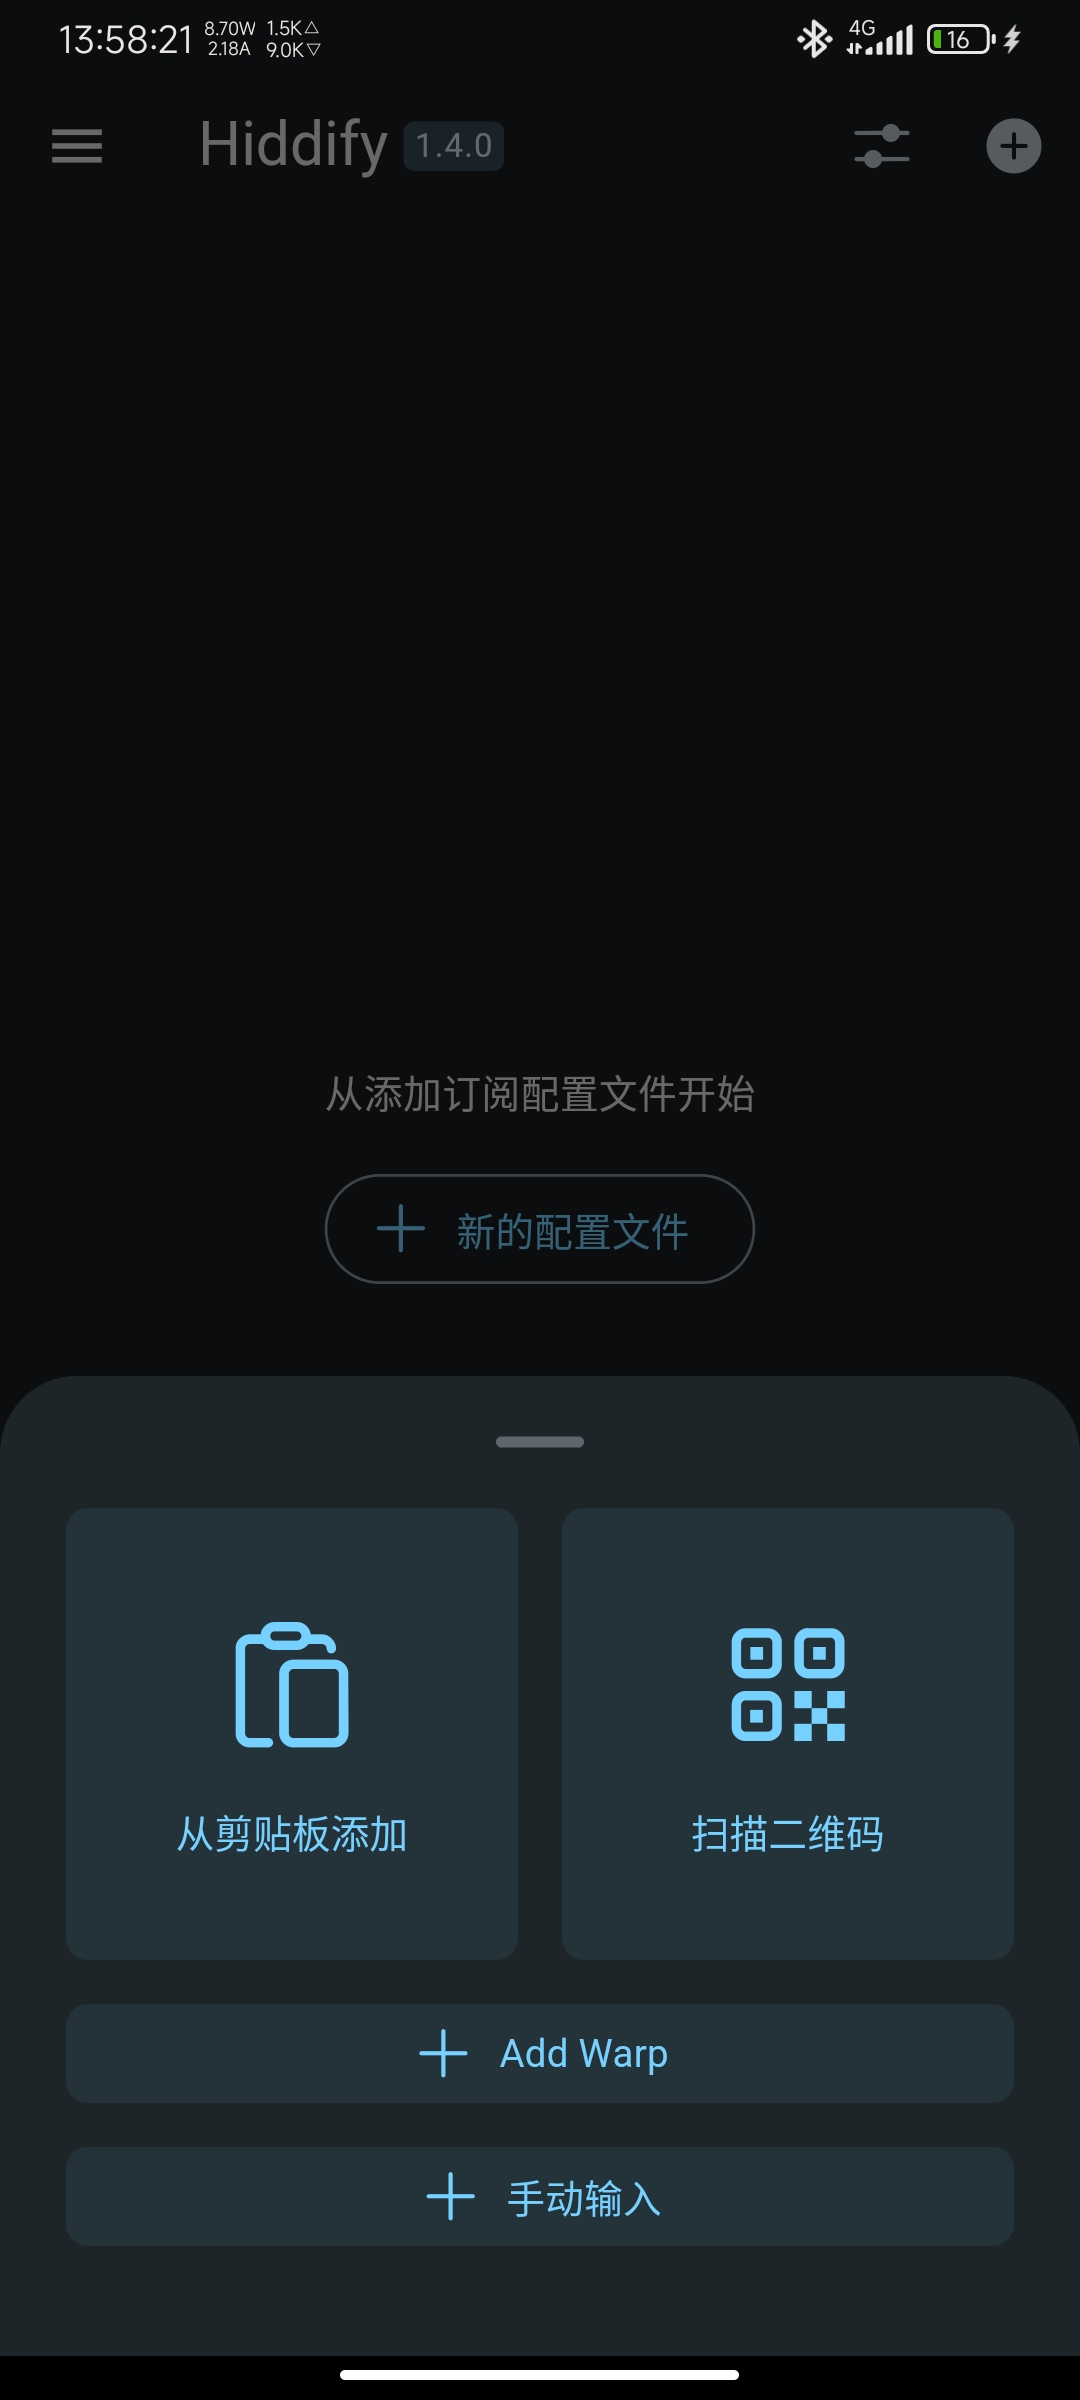 13:58:21 8.70W 1.5K△
2.18A 9.0K▽
4G 16
Hiddify 1.4.0
从添加订阅配置文件开始
新的配置文件
从剪贴板添加 扫描二维码
Add Warp
手动输入